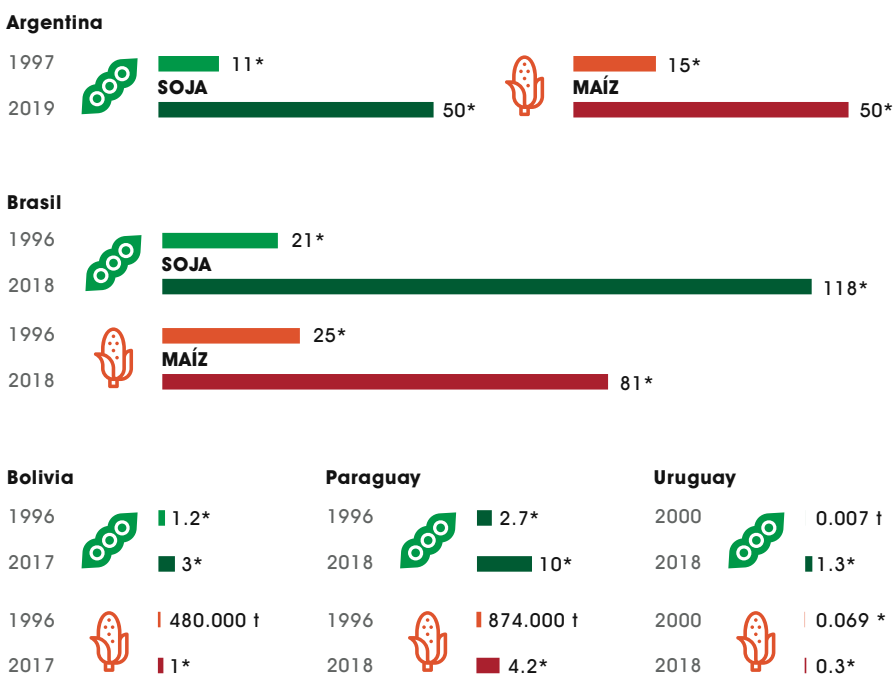 Argentina
1997 11* 15*
SOJA MAÍZ
2019 50* 50*
Brasil
1996 21*
SOJA
2018 118*
1996 25*
MAÍZ
2018 81*
Bolivia Paraguay Uruguay
1996 1.2* 1996 2.7* 2000 0.007 t
2017 3* 2018 10* 2018 1.3*
1996 480.000 t 1996 874.000 t 2000 0.069 *
2017 1* 2018 4.2* 2018 0.3*